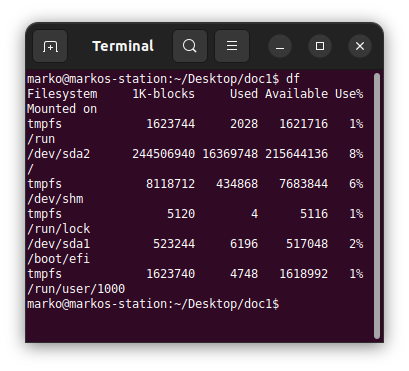 Terminal
marko@markos-station:~/Desktop/doc1$ df
Filesystem     1K-blocks     Used Available Use%
Mounted on
tmpfs            1623744     2028   1621716   1%
/run
/dev/sda2      244506940 16369748 215644136   8%
/
tmpfs            8118712   434868   7683844   6%
/dev/shm
tmpfs               5120        4      5116   1%
/run/lock
/dev/sda1         523244     6196    517048   2%
/boot/efi
tmpfs            1623740     4748   1618992   1%
/run/user/1000
marko@markos-station:~/Desktop/doc1$